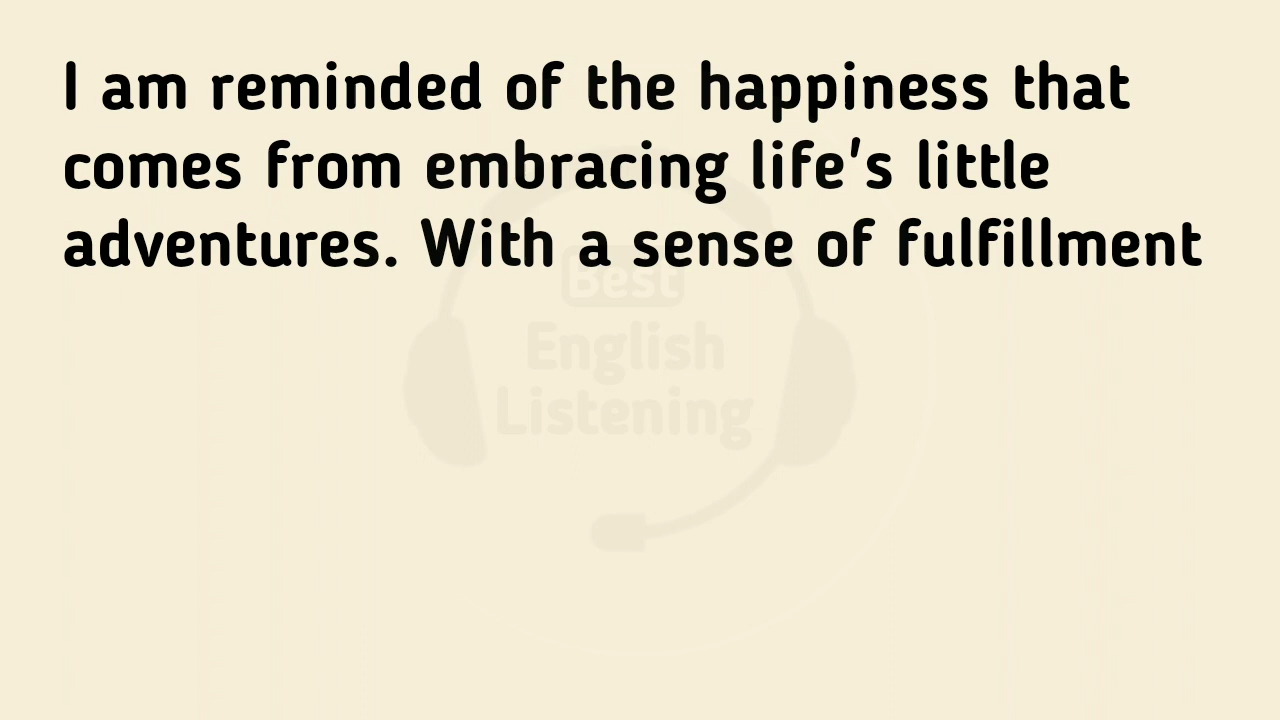 I am reminded of the happiness that
comes from embracing life's little
adventures. With a sense of fulfillment
Best
English
Listening